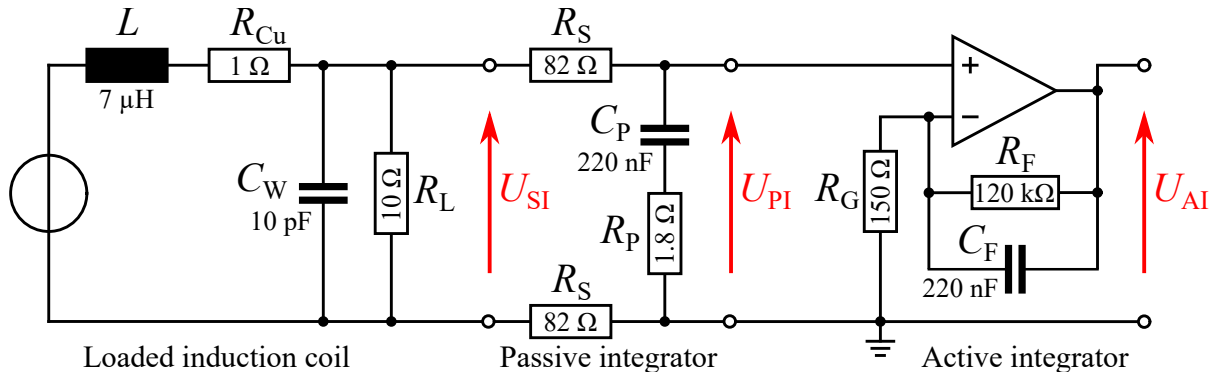 L
7 µH
R_Cu
1 Ω
C_W
10 pF
10 Ω
R_L
U_SI
R_S
82 Ω
C_P
220 nF
R_P
1.8 Ω
R_S
82 Ω
U_PI
+
−
R_G
150 Ω
R_F
120 kΩ
C_F
220 nF
U_AI
Loaded induction coil
Passive integrator
Active integrator